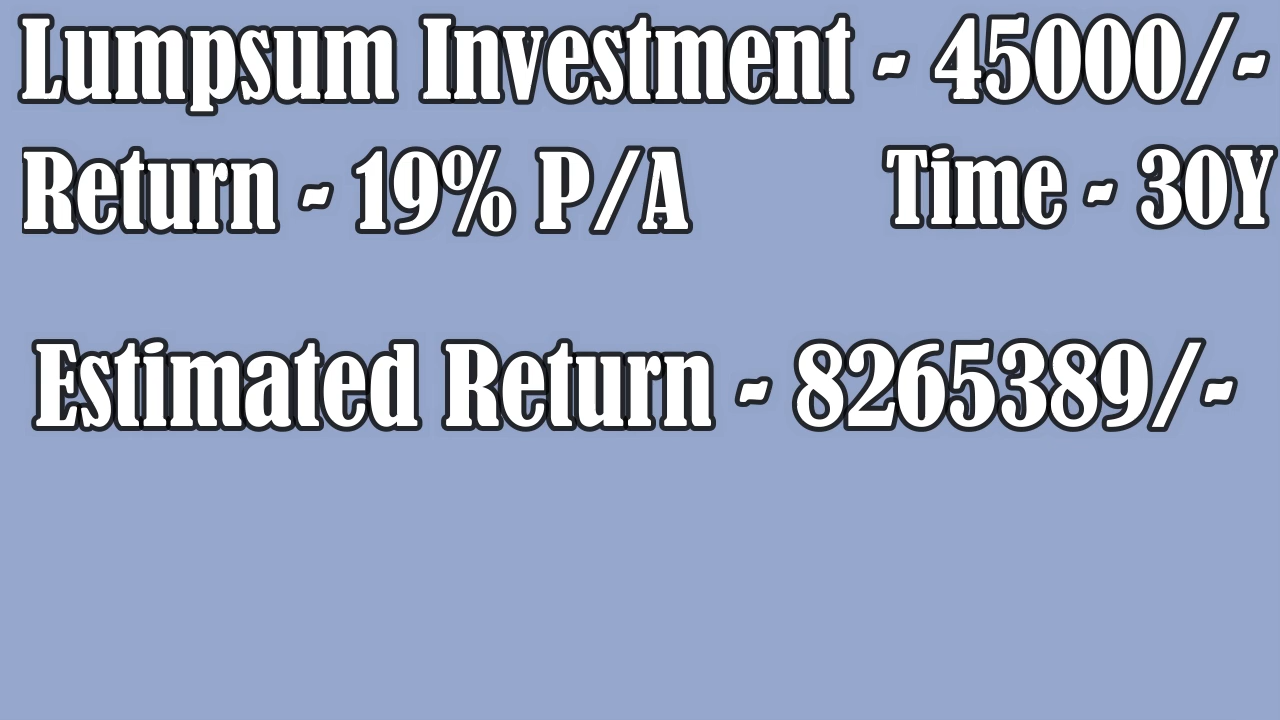 Lumpsum Investment - 45000/-
Return - 19% P/A Time - 30Y
Estimated Return - 8265389/-